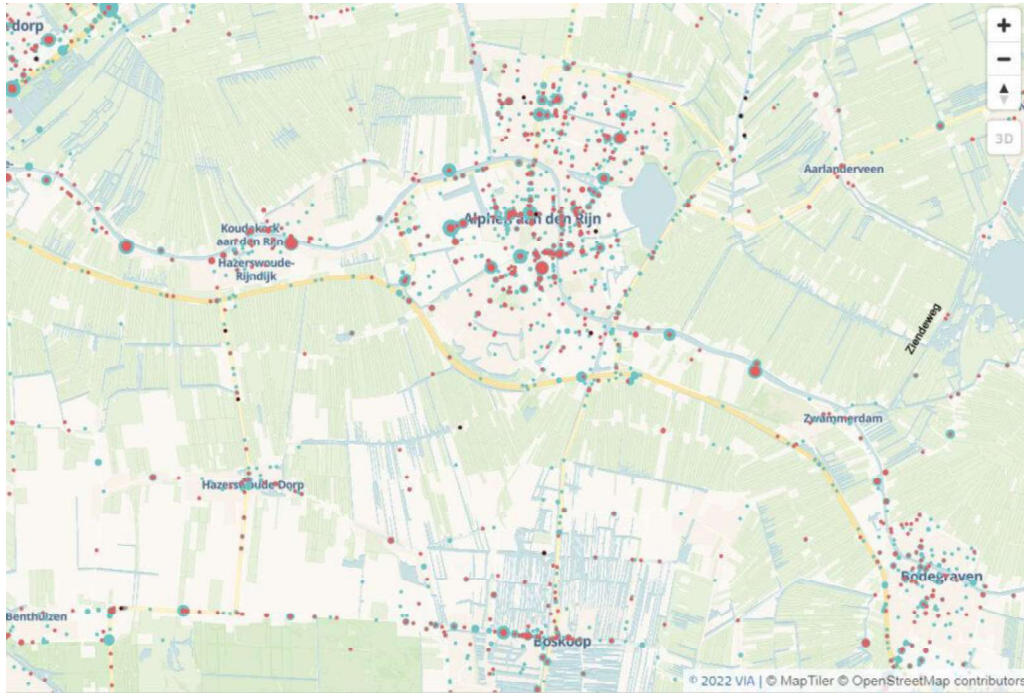 dorp
+
−
3D
Aarlanderveen
Alphen aan den Rijn
Koudekerk
aan den Rijn
Hazerswoude-
Rijndijk
Ziendeweg
Zwammerdam
Hazerswoude Dorp
Bodegraven
Benthuizen
Boskoop
© 2022 VIA | © MapTiler © OpenStreetMap contributors